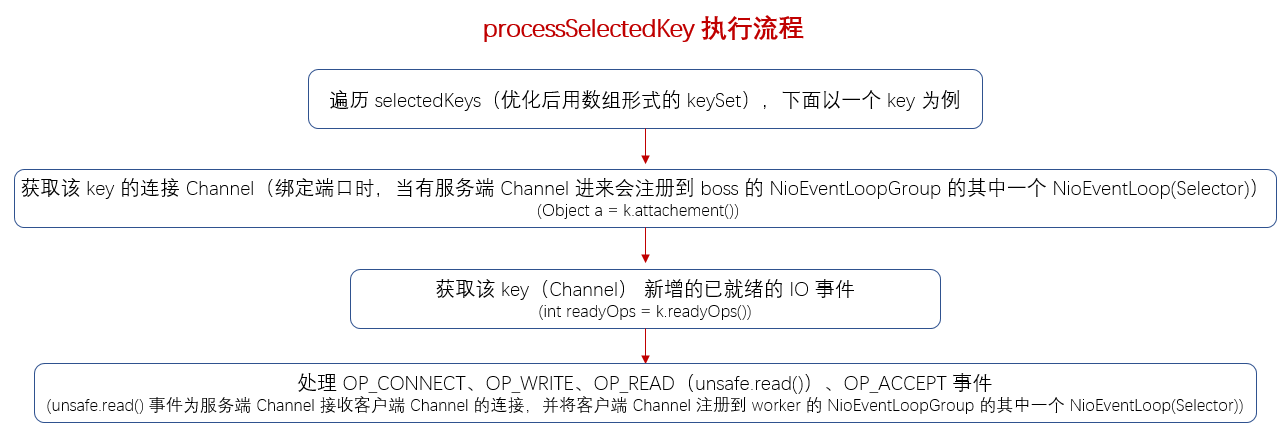 processSelectedKey 执行流程
遍历 selectedKeys（优化后用数组形式的 keySet），下面以一个 key 为例
获取该 key 的连接 Channel（绑定端口时，当有服务端 Channel 进来会注册到 boss 的 NioEventLoopGroup 的其中一个 NioEventLoop(Selector)）
(Object a = k.attachement())
获取该 key（Channel） 新增的已就绪的 IO 事件
(int readyOps = k.readyOps())
处理 OP_CONNECT、OP_WRITE、OP_READ（unsafe.read()）、OP_ACCEPT 事件
(unsafe.read() 事件为服务端 Channel 接收客户端 Channel 的连接，并将客户端 Channel 注册到 worker 的 NioEventLoopGroup 的其中一个 NioEventLoop(Selector))